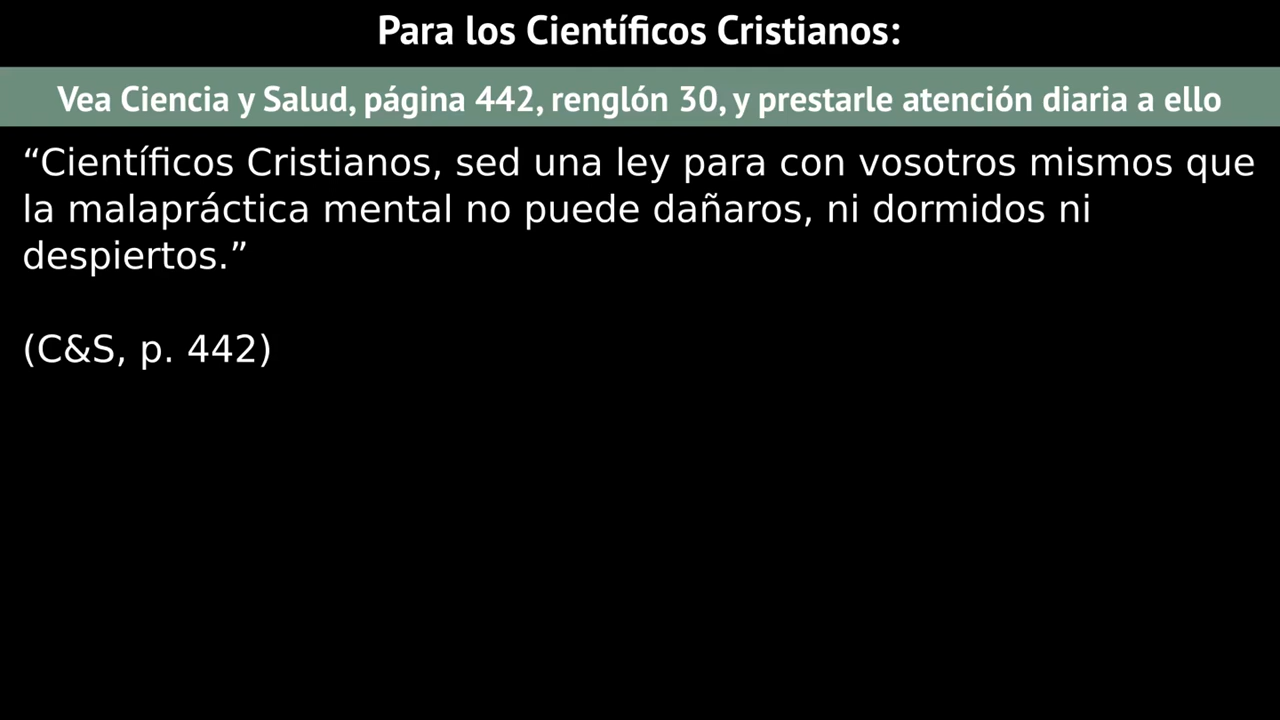 Para los Científicos Cristianos:
Vea Ciencia y Salud, página 442, renglón 30, y prestarle atención diaria a ello
“Científicos Cristianos, sed una ley para con vosotros mismos que
la malapráctica mental no puede dañaros, ni dormidos ni
despiertos.”
(C&S, p. 442)